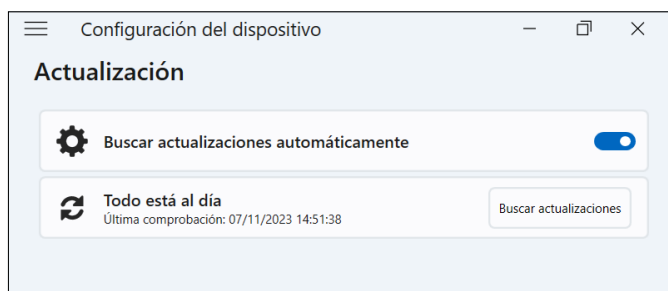 Configuración del dispositivo
Actualización
Buscar actualizaciones automáticamente
Todo está al día
Última comprobación: 07/11/2023 14:51:38
Buscar actualizaciones